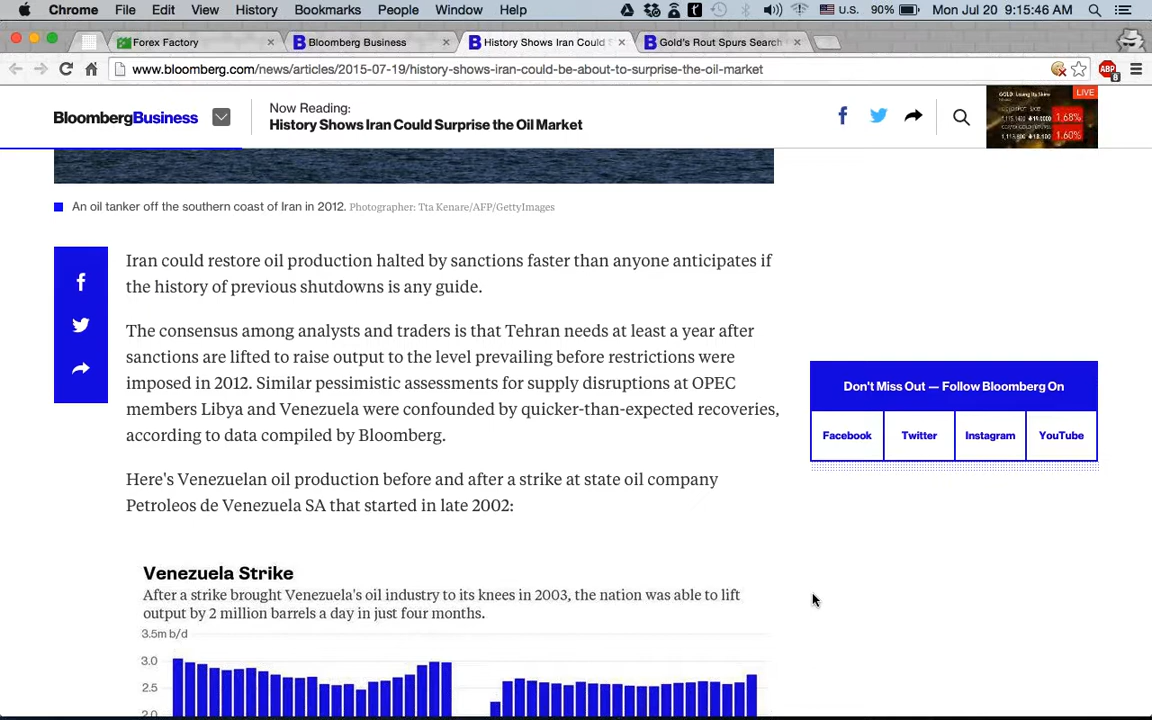 Chrome File Edit View History Bookmarks People Window Help U.S. 90% Mon Jul 20 9:15:46 AM
Forex Factory
Bloomberg Business
History Shows Iran Could
Gold's Rout Spurs Search
www.bloomberg.com/news/articles/2015-07-19/history-shows-iran-could-be-about-to-surprise-the-oil-market
ABP
8
BloombergBusiness
Now Reading:
History Shows Iran Could Surprise the Oil Market
LIVE
1.68%
1.60%
An oil tanker off the southern coast of Iran in 2012. Photographer: Tta Kenare/AFP/GettyImages
Iran could restore oil production halted by sanctions faster than anyone anticipates if
the history of previous shutdowns is any guide.
The consensus among analysts and traders is that Tehran needs at least a year after
sanctions are lifted to raise output to the level prevailing before restrictions were
imposed in 2012. Similar pessimistic assessments for supply disruptions at OPEC
members Libya and Venezuela were confounded by quicker-than-expected recoveries,
according to data compiled by Bloomberg.
Here's Venezuelan oil production before and after a strike at state oil company
Petroleos de Venezuela SA that started in late 2002:
Don't Miss Out — Follow Bloomberg On
Facebook Twitter Instagram YouTube
Venezuela Strike
After a strike brought Venezuela's oil industry to its knees in 2003, the nation was able to lift
output by 2 million barrels a day in just four months.
3.5m b/d
3.0
2.5
2.0